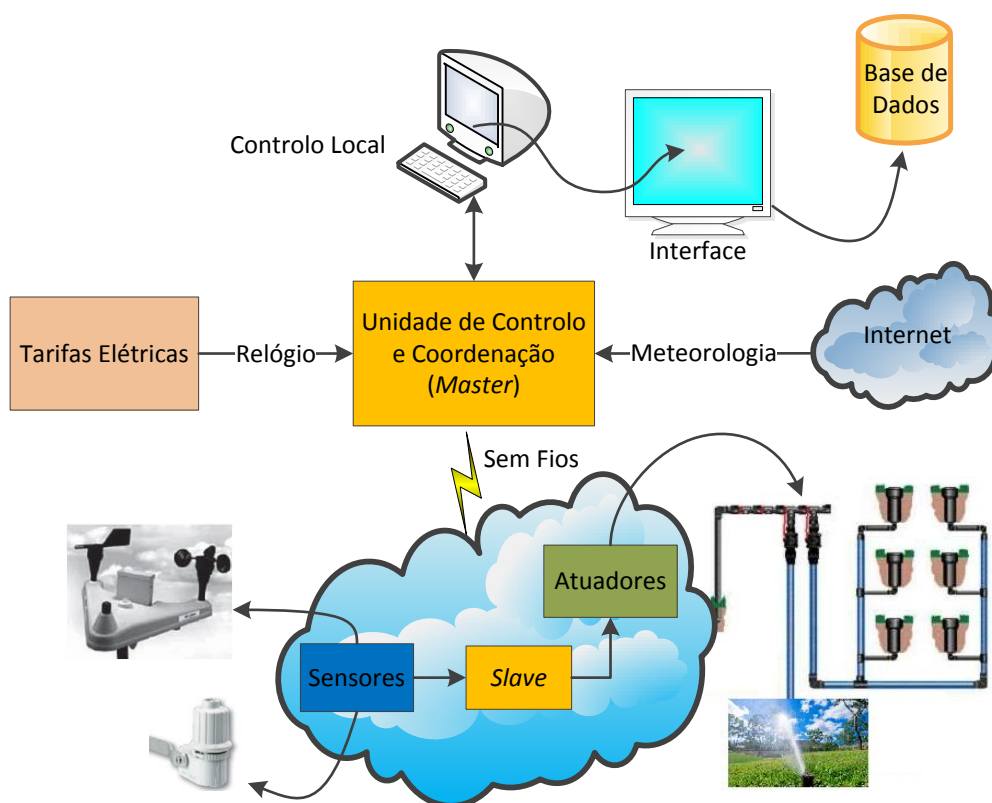 Base de
Dados
Controlo Local
Interface
Tarifas Elétricas
Relógio
Unidade de Controlo
e Coordenação
(Master)
Meteorologia
Internet
Sem Fios
Atuadores
Sensores
Slave